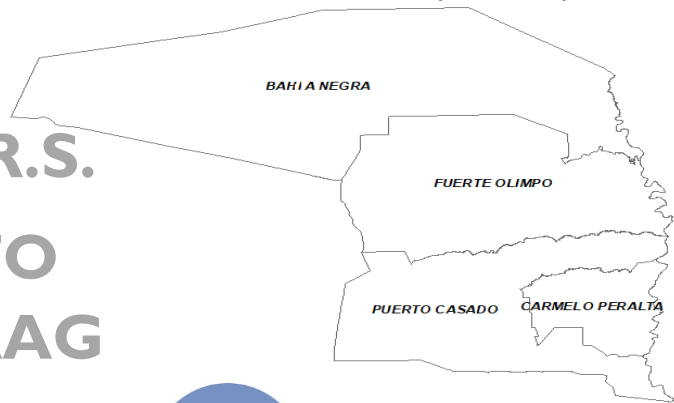 BAHIA NEGRA
R.S.
FUERTE OLIMPO
PUERTO CASADO
CARMELO PERALTA